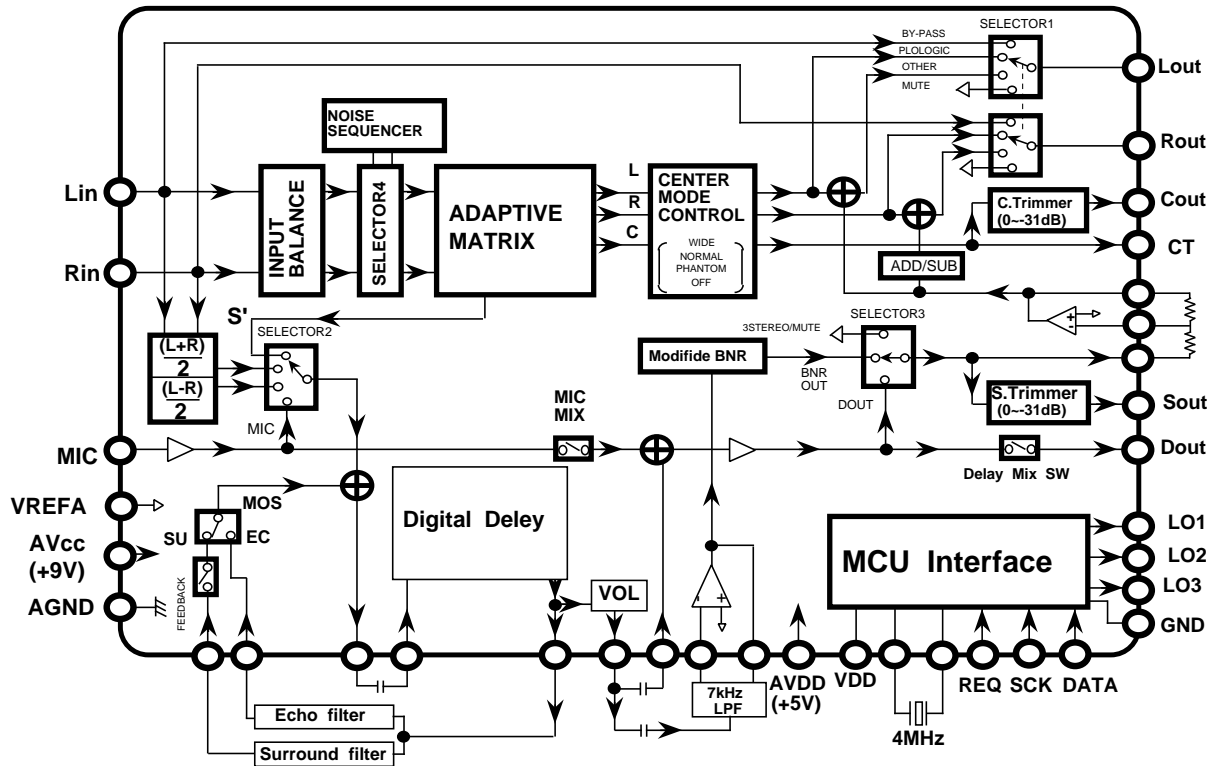 SELECTOR1
BY-PASS
PLOLOGIC
OTHER
MUTE
Lout
NOISE
SEQUENCER
Rout
Lin
INPUT
BALANCE
SELECTOR4
ADAPTIVE
MATRIX
L
R
C
CENTER
MODE
CONTROL
WIDE
NORMAL
PHANTOM
OFF
C.Trimmer
(0~-31dB)
Cout
CT
ADD/SUB
Rin
S'
SELECTOR2
(L+R)
2
(L-R)
2
MIC
SELECTOR3
3STEREO/MUTE
Modifide BNR
BNR
OUT
DOUT
S.Trimmer
(0~-31dB)
Sout
MIC
MIC
MIX
Dout
Delay Mix SW
VREFA
MOS
SU
EC
Digital Deley
AVcc
(+9V)
FEEDBACK
AGND
VOL
-
+
+
-
MCU Interface
LO1
LO2
LO3
GND
7kHz
LPF
AVDD
(+5V)
VDD
REQ SCK DATA
4MHz
Echo filter
Surround filter